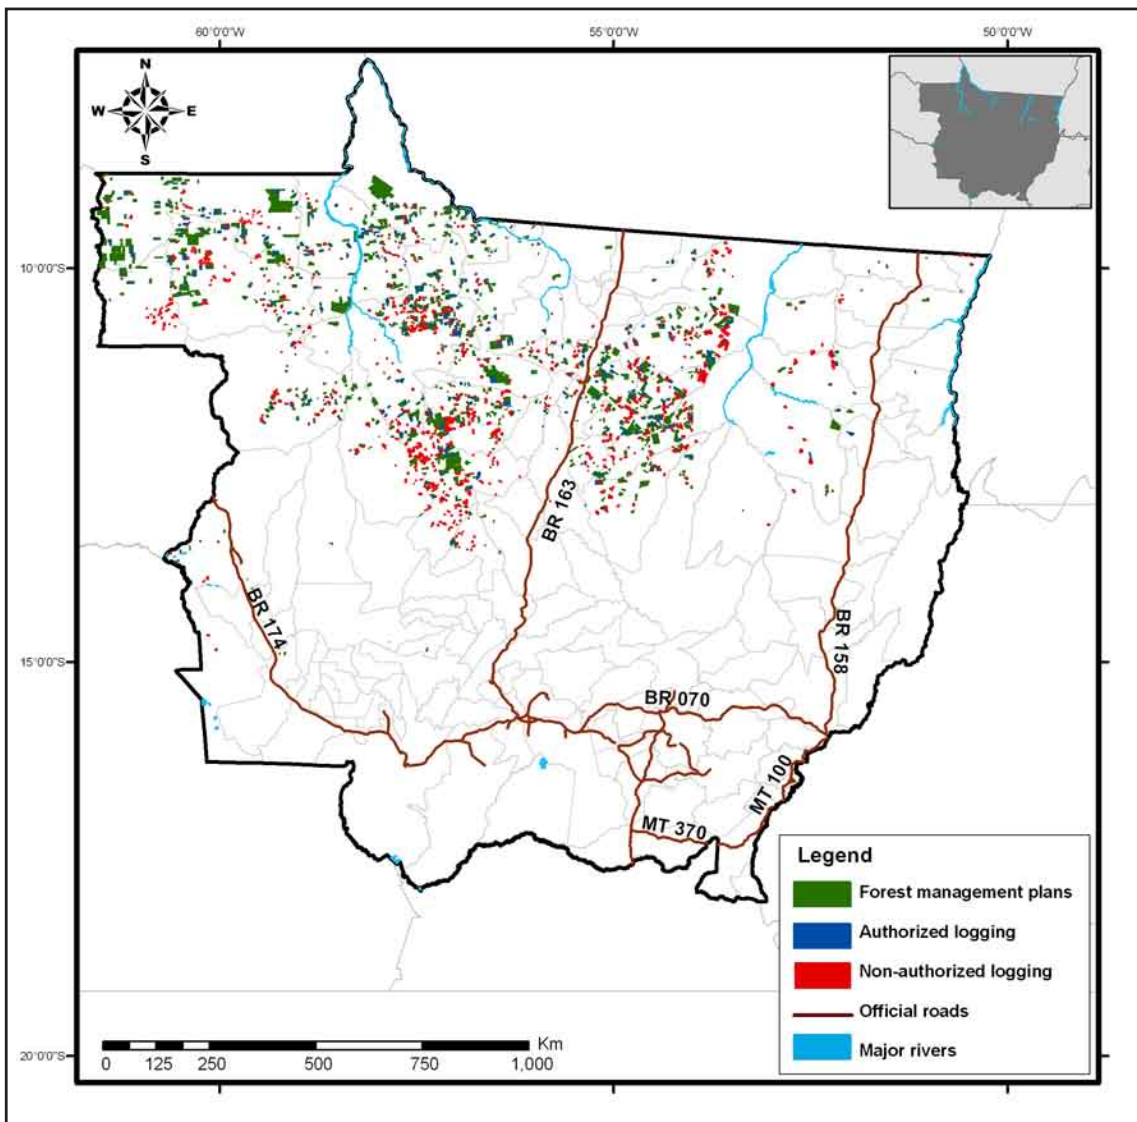 60°0'0"W
55°0'0"W
50°0'0"W
N
W
E
S
10°0'0"S
BR 163
BR 174
BR 158
15°0'0"S
BR 070
MT 100
MT 370
Legend
Forest management plans
Authorized logging
Non-authorized logging
Official roads
Major rivers
Km
20°0'0"S
0 125 250 500 750 1,000